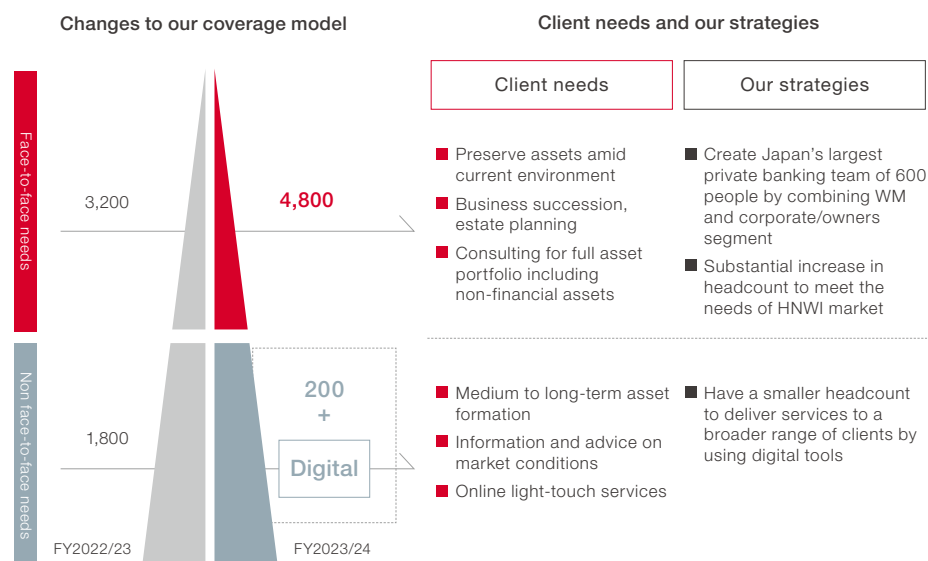 Changes to our coverage model
Face-to-face needs
3,200
4,800
Non face-to-face needs
200
+
Digital
1,800
FY2022/23
FY2023/24
Client needs and our strategies
Client needs
Our strategies
Preserve assets amid
current environment
Business succession,
estate planning
Consulting for full asset
portfolio including
non-financial assets
Create Japan's largest
private banking team of 600
people by combining WM
and corporate/owners
segment
Substantial increase in
headcount to meet the
needs of HNWI market
Medium to long-term asset
formation
Information and advice on
market conditions
Online light-touch services
Have a smaller headcount
to deliver services to a
broader range of clients by
using digital tools